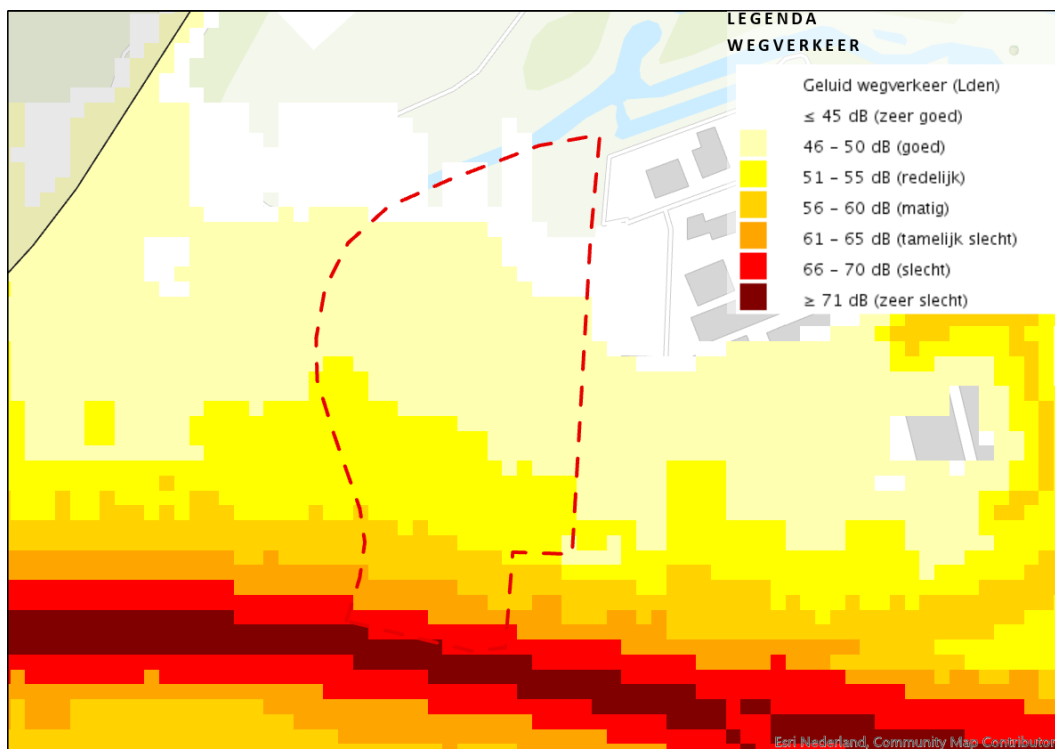 LEGENDA
WEGVERKEER
Geluid wegverkeer (Lden)
≤ 45 dB (zeer goed)
46 – 50 dB (goed)
51 – 55 dB (redelijk)
56 – 60 dB (matig)
61 – 65 dB (tamelijk slecht)
66 – 70 dB (slecht)
≥ 71 dB (zeer slecht)
Esri Nederland, Community Map Contributor